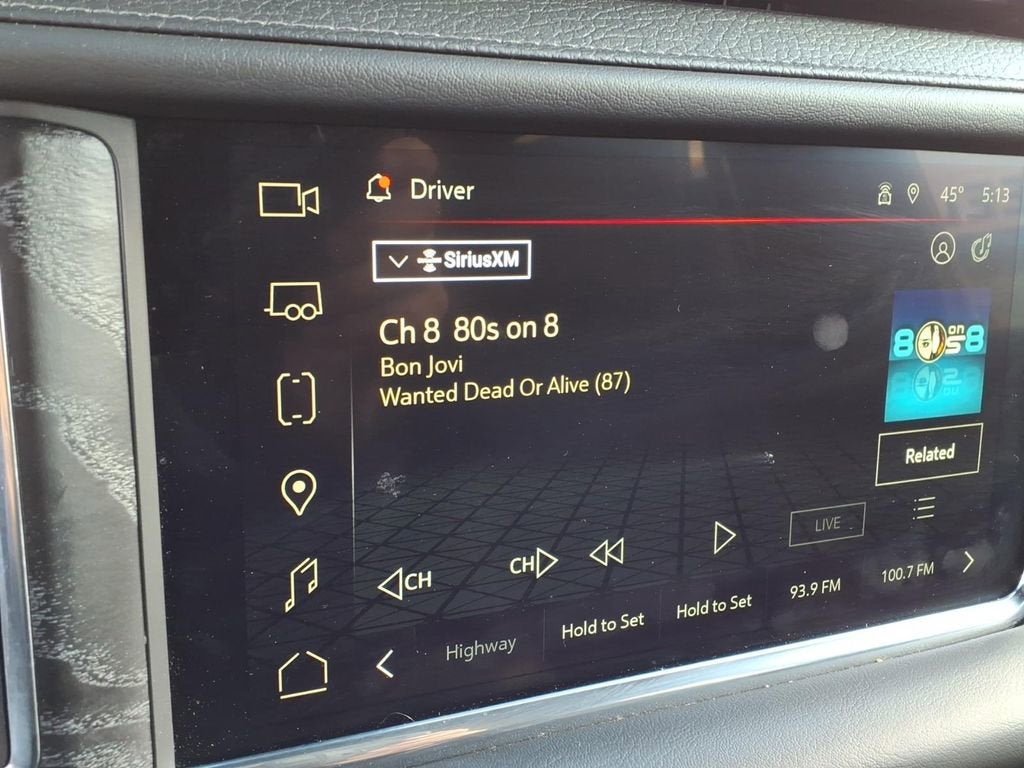 Driver
45° 5:13
SiriusXM
Ch 8 80s on 8
Bon Jovi
Wanted Dead Or Alive (87)
80s on 8
Related
LIVE
CH
CH
Highway
Hold to Set
Hold to Set
93.9 FM
100.7 FM